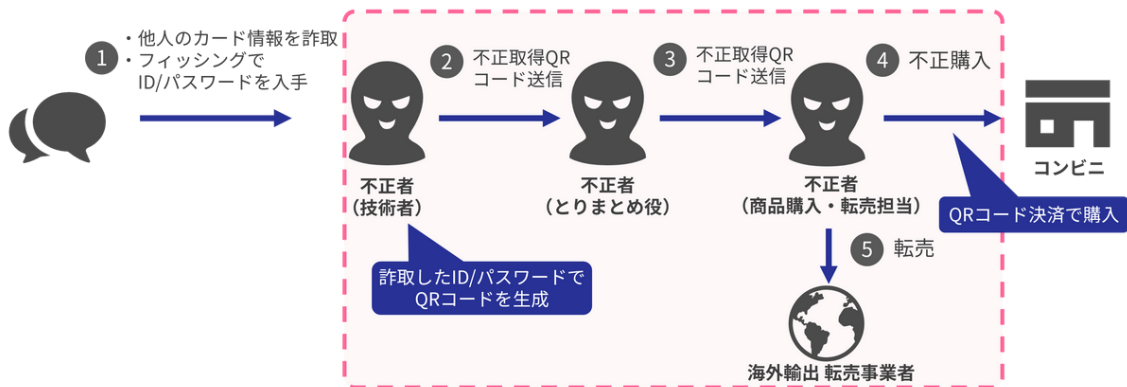 1
・他人のカード情報を詐取
・フィッシングで
ID/パスワードを入手
2
不正取得QR
コード送信
3
不正取得QR
コード送信
4
不正購入
不正者
（技術者）
不正者
（とりまとめ役）
不正者
（商品購入・転売担当）
コンビニ
QRコード決済で購入
詐取したID/パスワードで
QRコードを生成
5
転売
海外輸出 転売事業者